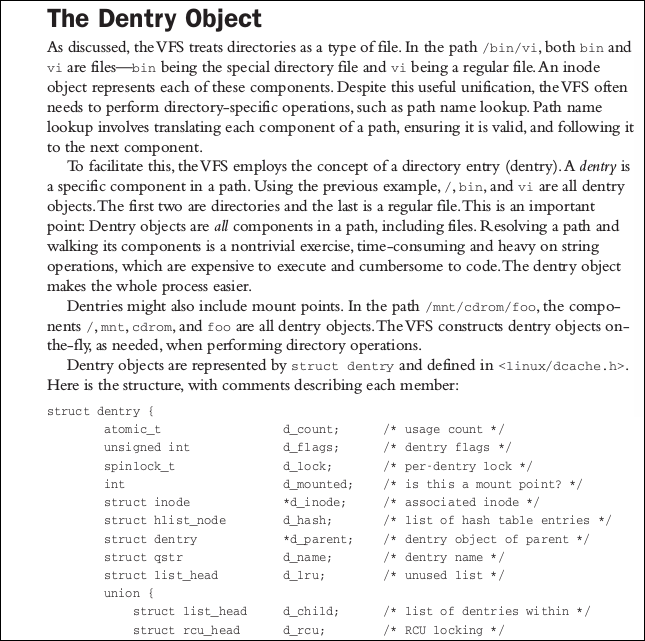 The Dentry Object
As discussed, the VFS treats directories as a type of file. In the path /bin/vi, both bin and
vi are files—bin being the special directory file and vi being a regular file. An inode
object represents each of these components. Despite this useful unification, the VFS often
needs to perform directory-specific operations, such as path name lookup. Path name
lookup involves translating each component of a path, ensuring it is valid, and following it
to the next component.
To facilitate this, the VFS employs the concept of a directory entry (dentry). A dentry is
a specific component in a path. Using the previous example, /, bin, and vi are all dentry
objects. The first two are directories and the last is a regular file. This is an important
point: Dentry objects are all components in a path, including files. Resolving a path and
walking its components is a nontrivial exercise, time-consuming and heavy on string
operations, which are expensive to execute and cumbersome to code. The dentry object
makes the whole process easier.
Dentries might also include mount points. In the path /mnt/cdrom/foo, the compo-
nents /, mnt, cdrom, and foo are all dentry objects. The VFS constructs dentry objects on-
the-fly, as needed, when performing directory operations.
Dentry objects are represented by struct dentry and defined in <linux/dcache.h>.
Here is the structure, with comments describing each member:
struct dentry {
atomic_t d_count; /* usage count */
unsigned int d_flags; /* dentry flags */
spinlock_t d_lock; /* per-dentry lock */
int d_mounted; /* is this a mount point? */
struct inode *d_inode; /* associated inode */
struct hlist_node d_hash; /* list of hash table entries */
struct dentry *d_parent; /* dentry object of parent */
struct qstr d_name; /* dentry name */
struct list_head d_lru; /* unused list */
union {
struct list_head d_child; /* list of dentries within */
struct rcu_head d_rcu; /* RCU locking */